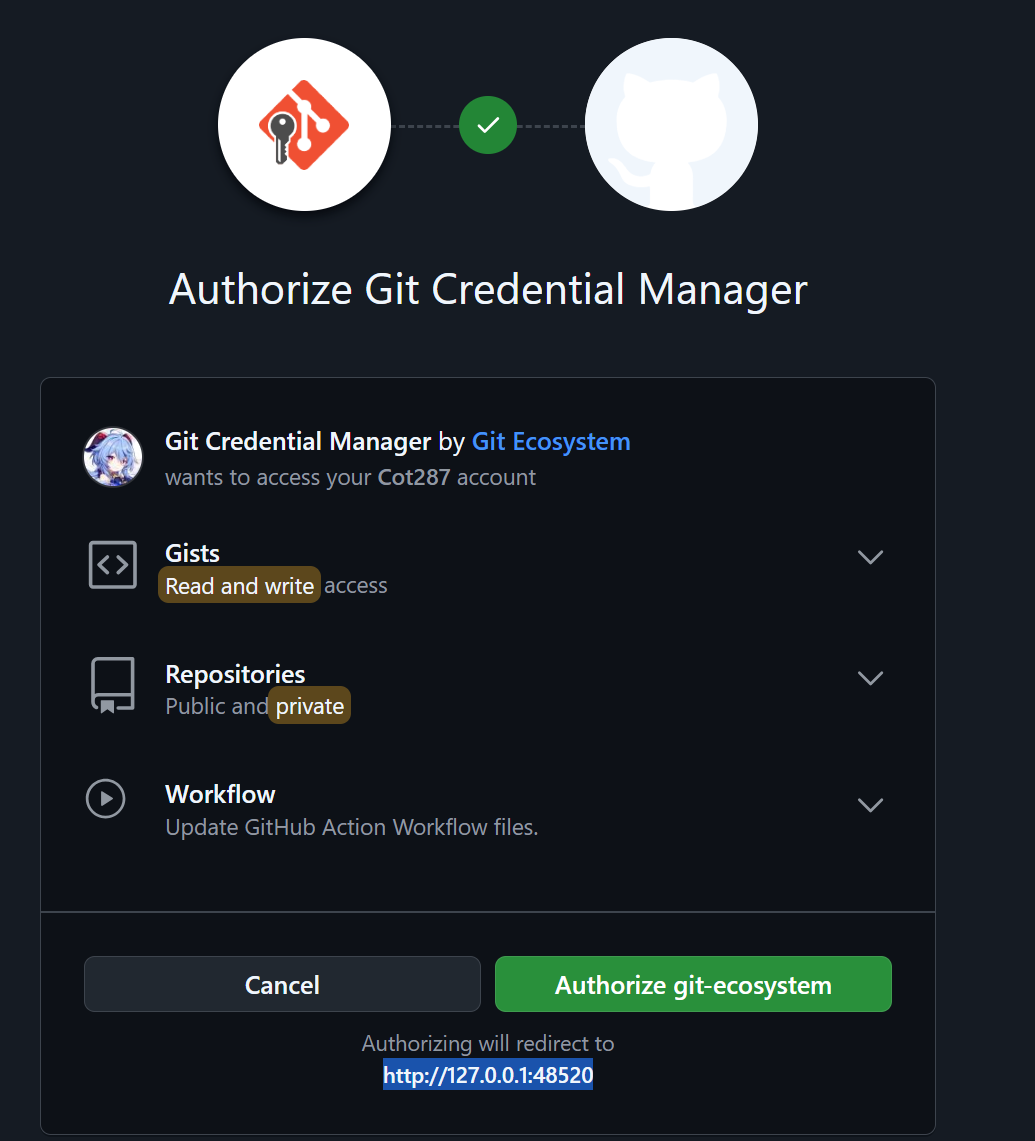 Authorize Git Credential Manager
Git Credential Manager by Git Ecosystem
wants to access your Cot287 account
Gists
Read and write access
Repositories
Public and private
Workflow
Update GitHub Action Workflow files.
Cancel
Authorize git-ecosystem
Authorizing will redirect to
http://127.0.0.1:48520